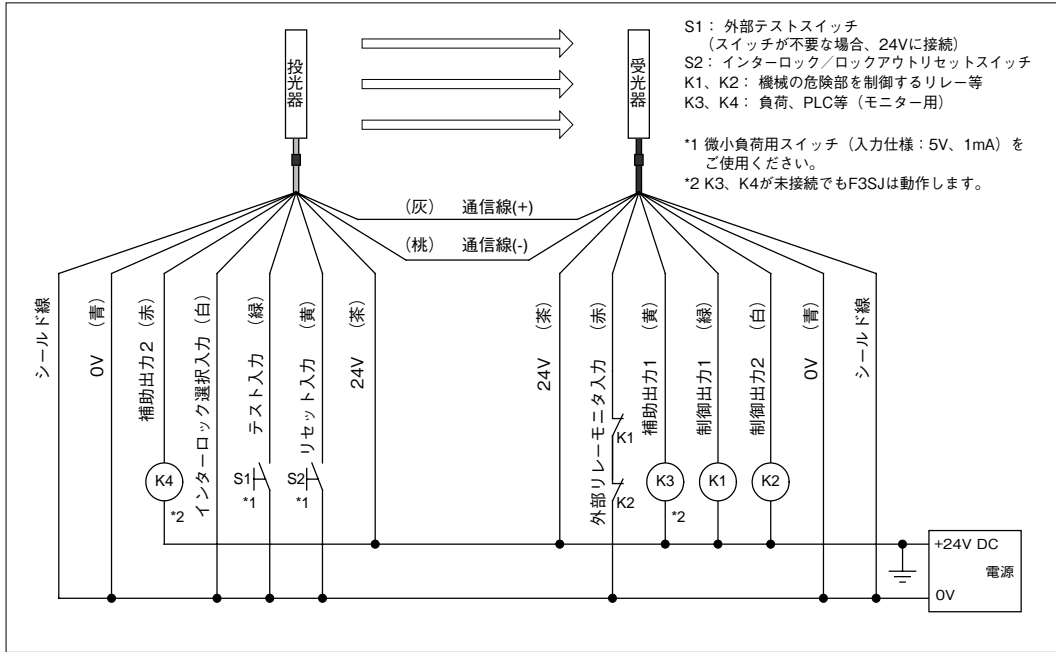 S1： 外部テストスイッチ
（スイッチが不要な場合、24Vに接続）
S2： インターロック／ロックアウトリセットスイッチ
K1、K2： 機械の危険部を制御するリレー等
K3、K4： 負荷、PLC等（モニター用）
*1 微小負荷用スイッチ（入力仕様：5V、1mA）を
ご使用ください。
*2 K3、K4が未接続でもF3SJは動作します。
投光器
受光器
（灰） 通信線(+)
（桃） 通信線(-)
シールド線
0V （青）
補助出力2 （赤）
インターロック選択入力 （白）
テスト入力 （緑）
リセット入力 （黄）
24V （茶）
24V （茶）
外部リレーモニタ入力 （赤）
補助出力1 （黄）
制御出力1 （緑）
制御出力2 （白）
0V （青）
シールド線
K4
*2
S1
*1
S2
*1
K1
K2
K3
*2
K1
K2
+24V DC
電源
0V